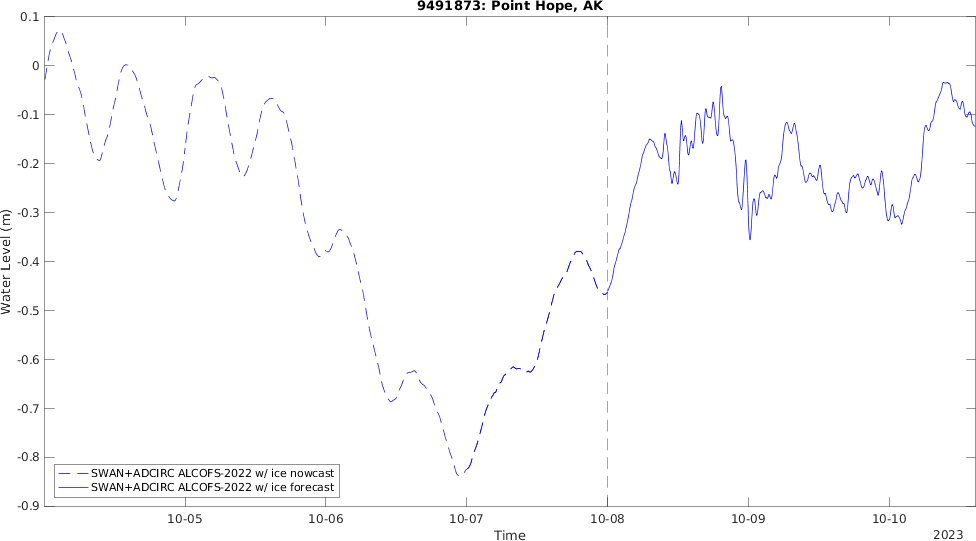 9491873: Point Hope, AK
0.1
0
-0.1
-0.2
-0.3
-0.4
-0.5
-0.6
-0.7
-0.8
-0.9
Water Level (m)
SWAN+ADCIRC ALCOFS-2022 w/ ice nowcast
SWAN+ADCIRC ALCOFS-2022 w/ ice forecast
10-05 10-06 10-07 10-08 10-09 10-10
Time
2023